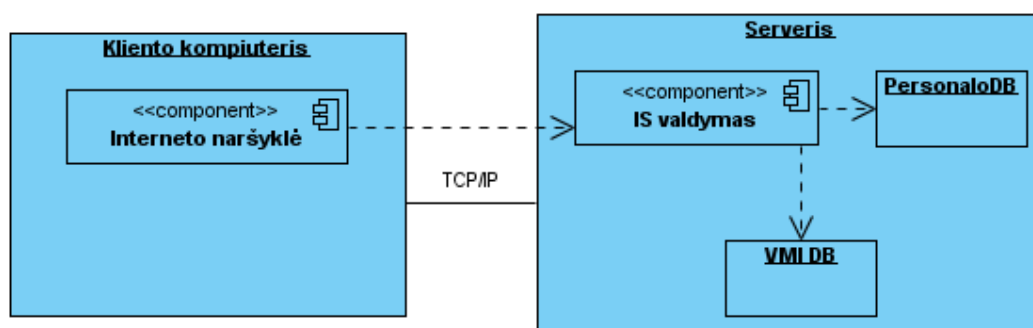 Kliento kompiuteris
<<component>>
Interneto naršyklė
TCP/IP
Serveris
<<component>>
IS valdymas
PersonaloDB
VMI DB